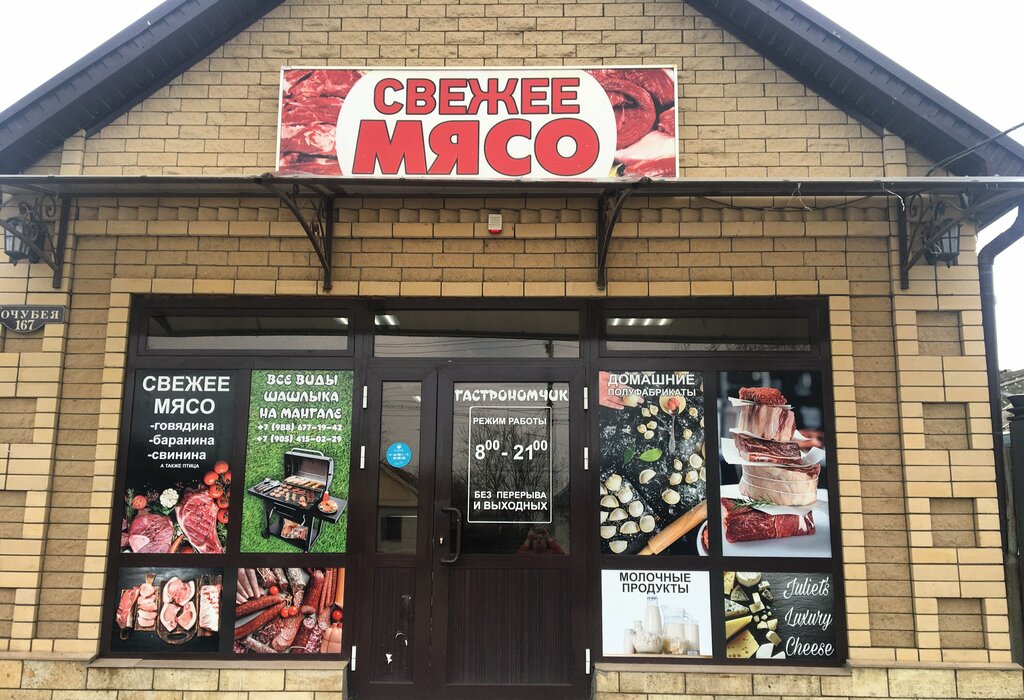 СВЕЖЕЕ
МЯСО
ОЧУБЕЯ
167
СВЕЖЕЕ
МЯСО
-говядина
-баранина
-свинина
А ТАКЖЕ ПТИЦА
ВСЕ ВИДЫ
ШАШЛЫКА
НА МАНГАЛЕ
+7 (988) 677-19-42
+7 (905) 415-02-29
ГАСТРОНОМЧИК
РЕЖИМ РАБОТЫ
8⁰⁰ - 21⁰⁰
БЕЗ ПЕРЕРЫВА
И ВЫХОДНЫХ
ДОМАШНИЕ
ПОЛУФАБРИКАТЫ
МОЛОЧНЫЕ
ПРОДУКТЫ
Juliet's
Luxury
Cheese